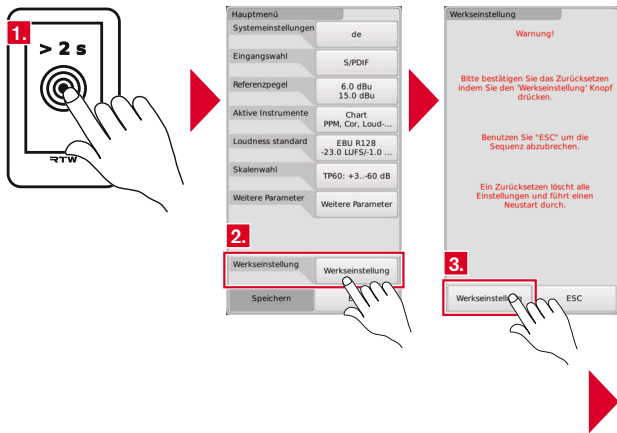 1.
> 2 s
RTW
Hauptmenü
Systemeinstellungen
de
Eingangswahl
S/PDIF
Referenzpegel
6.0 dBu
15.0 dBu
Aktive Instrumente
Chart
PPM, Cor, Loud-...
Loudness standard
EBU R128
-23.0 LUFS/-1.0 ...
Skalenwahl
TP60: +3..-60 dB
Weitere Parameter
Weitere Parameter
2.
Werkseinstellung
Werkseinstellung
Speichern
Werkseinstellung
Warnung!
Bitte bestätigen Sie das Zurücksetzen
indem Sie den 'Werkseinstellung' Knopf
drücken.
Benutzen Sie "ESC" um die
Sequenz abzubrechen.
Ein Zurücksetzen löscht alle
Einstellungen und führt einen
Neustart durch.
3.
Werkseinstellung
ESC